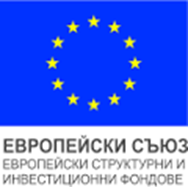 ЕВРОПЕЙСКИ СЪЮЗ
ЕВРОПЕЙСКИ СТРУКТУРНИ И
ИНВЕСТИЦИОННИ ФОНДОВЕ